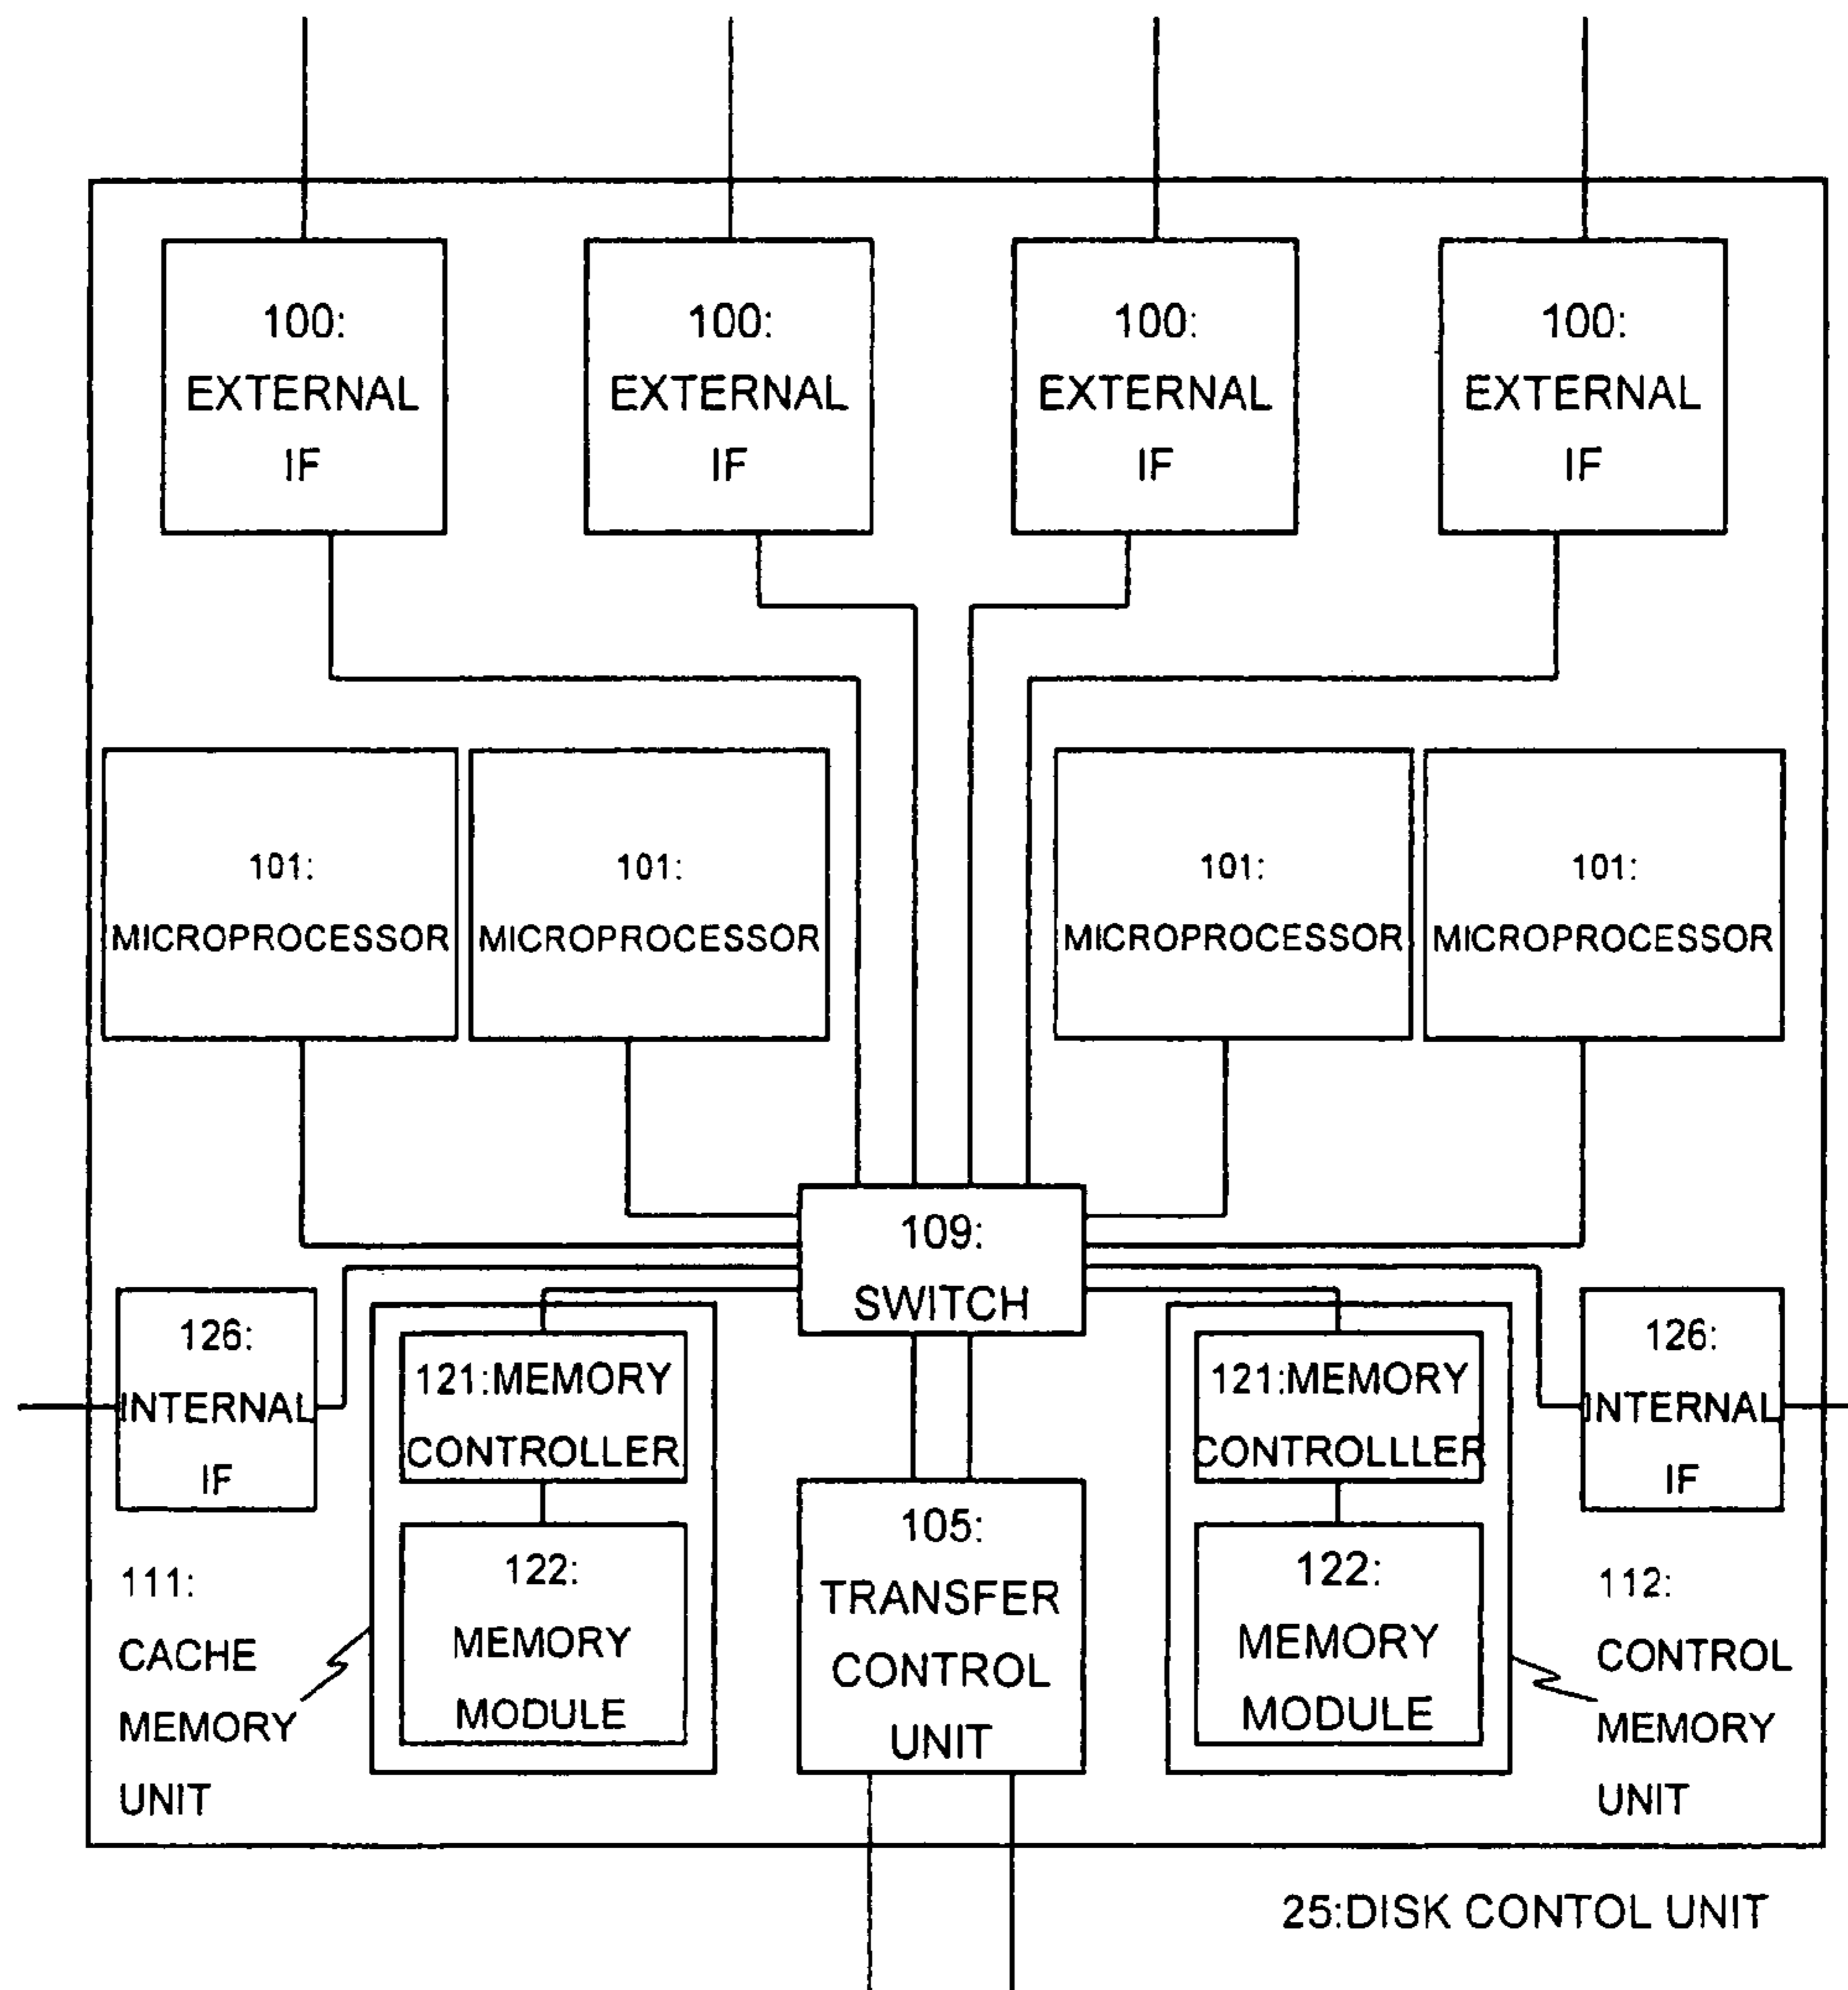 100:
EXTERNAL
IF
100:
EXTERNAL
IF
100:
EXTERNAL
IF
100:
EXTERNAL
IF
101:
MICROPROCESSOR
101:
MICROPROCESSOR
101:
MICROPROCESSOR
101:
MICROPROCESSOR
109:
SWITCH
126:
INTERNAL
IF
121:MEMORY
CONTROLLER
122:
MEMORY
MODULE
111:
CACHE
MEMORY
UNIT
105:
TRANSFER
CONTROL
UNIT
121:MEMORY
CONTROLLLER
122:
MEMORY
MODULE
126:
INTERNAL
IF
112:
CONTROL
MEMORY
UNIT
25:DISK CONTOL UNIT